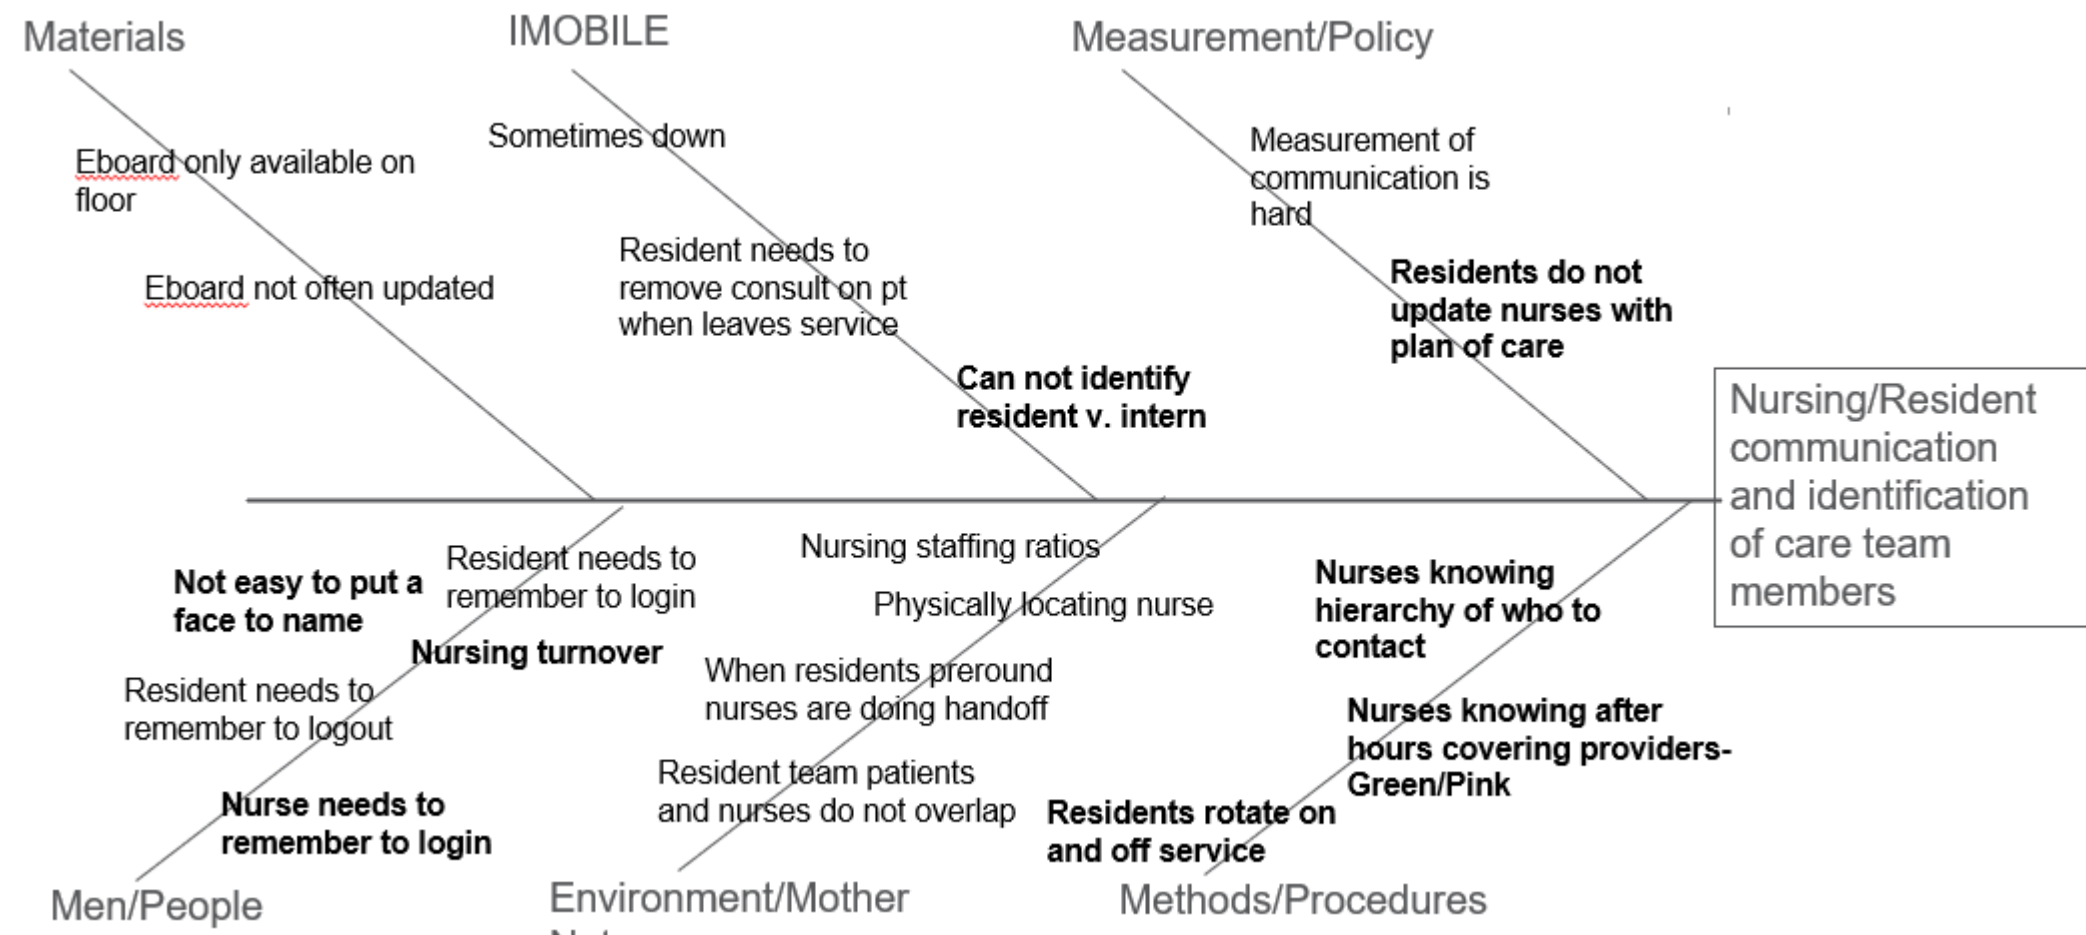 Materials
IMOBILE
Measurement/Policy
Eboard only available on
floor
Eboard not often updated
Sometimes down
Resident needs to
remove consult on pt
when leaves service
Can not identify
resident v. intern
Measurement of
communication is
hard
Residents do not
update nurses with
plan of care
Nursing/Resident
communication
and identification
of care team
members
Not easy to put a
face to name
Resident needs to
remember to login
Nursing turnover
Resident needs to
remember to logout
Nurse needs to
remember to login
Nursing staffing ratios
Physically locating nurse
When residents preround
nurses are doing handoff
Resident team patients
and nurses do not overlap
Nurses knowing
hierarchy of who to
contact
Nurses knowing after
hours covering providers-
Green/Pink
Residents rotate on
and off service
Men/People
Environment/Mother
Methods/Procedures